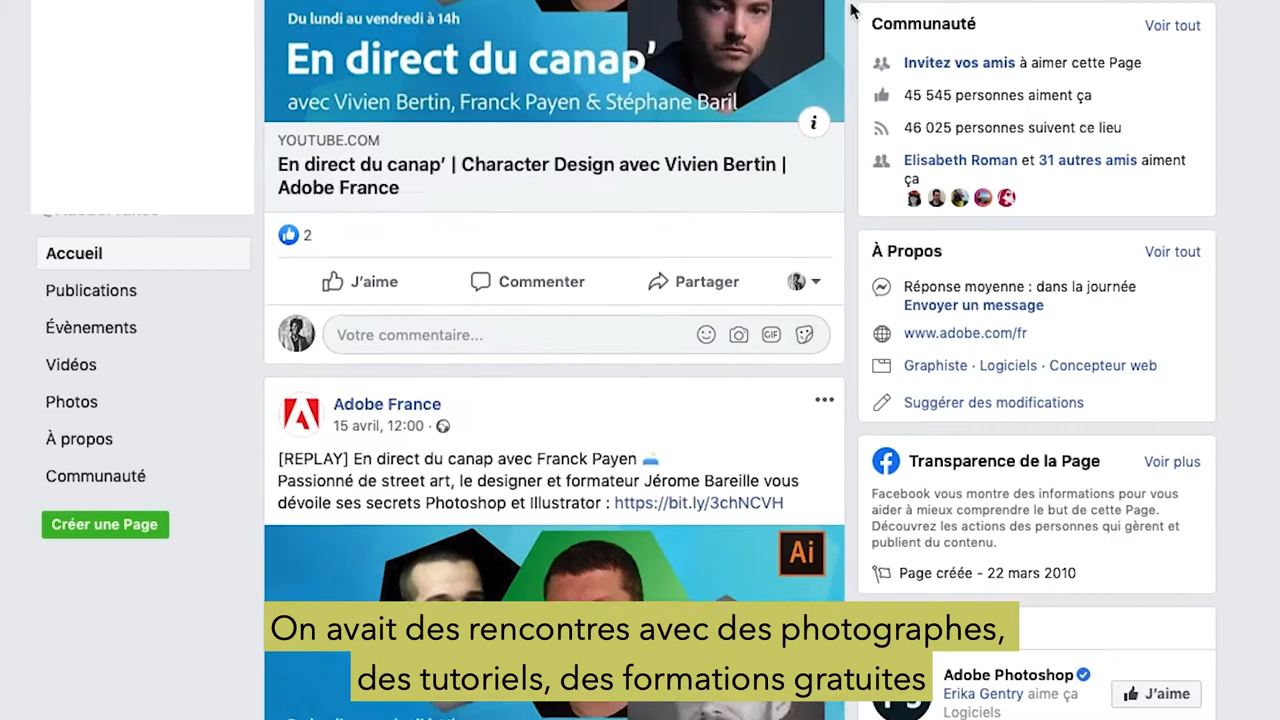 Du lundi au vendredi à 14h
En direct du canap'
avec Vivien Bertin, Franck Payen & Stéphane Baril
YOUTUBE.COM
En direct du canap' | Character Design avec Vivien Bertin |
Adobe France
2
J'aime
Commenter
Partager
Votre commentaire...
GIF
Accueil
Publications
Évènements
Vidéos
Photos
À propos
Communauté
Créer une Page
Adobe France
15 avril, 12:00 ·
[REPLAY] En direct du canap avec Franck Payen
Passionné de street art, le designer et formateur Jérome Bareille vous
dévoile ses secrets Photoshop et Illustrator : https://bit.ly/3chNCVH
Ai
Communauté
Voir tout
Invitez vos amis à aimer cette Page
45 545 personnes aiment ça
46 025 personnes suivent ce lieu
Elisabeth Roman et 31 autres amis aiment
ça
À Propos
Voir tout
Réponse moyenne : dans la journée
Envoyer un message
www.adobe.com/fr
Graphiste · Logiciels · Concepteur web
Suggérer des modifications
Transparence de la Page
Voir plus
Facebook vous montre des informations pour vous
aider à mieux comprendre le but de cette Page.
Découvrez les actions des personnes qui gèrent et
publient du contenu.
Page créée - 22 mars 2010
Adobe Photoshop
Erika Gentry aime ça
Logiciels
J'aime
On avait des rencontres avec des photographes,
des tutoriels, des formations gratuites